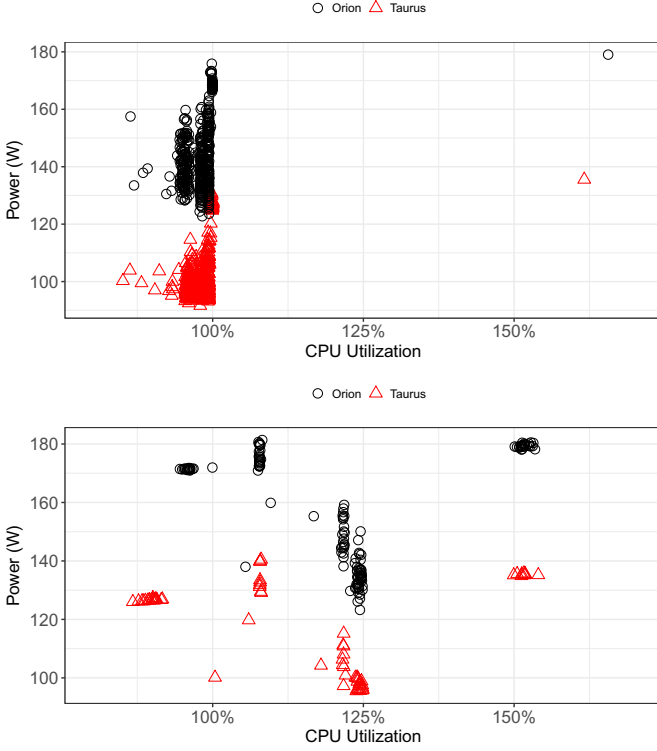 Orion Taurus
180
160
140
120
100
Power (W)
100% 125% 150%
CPU Utilization
Orion Taurus
180
160
140
120
100
Power (W)
100% 125% 150%
CPU Utilization